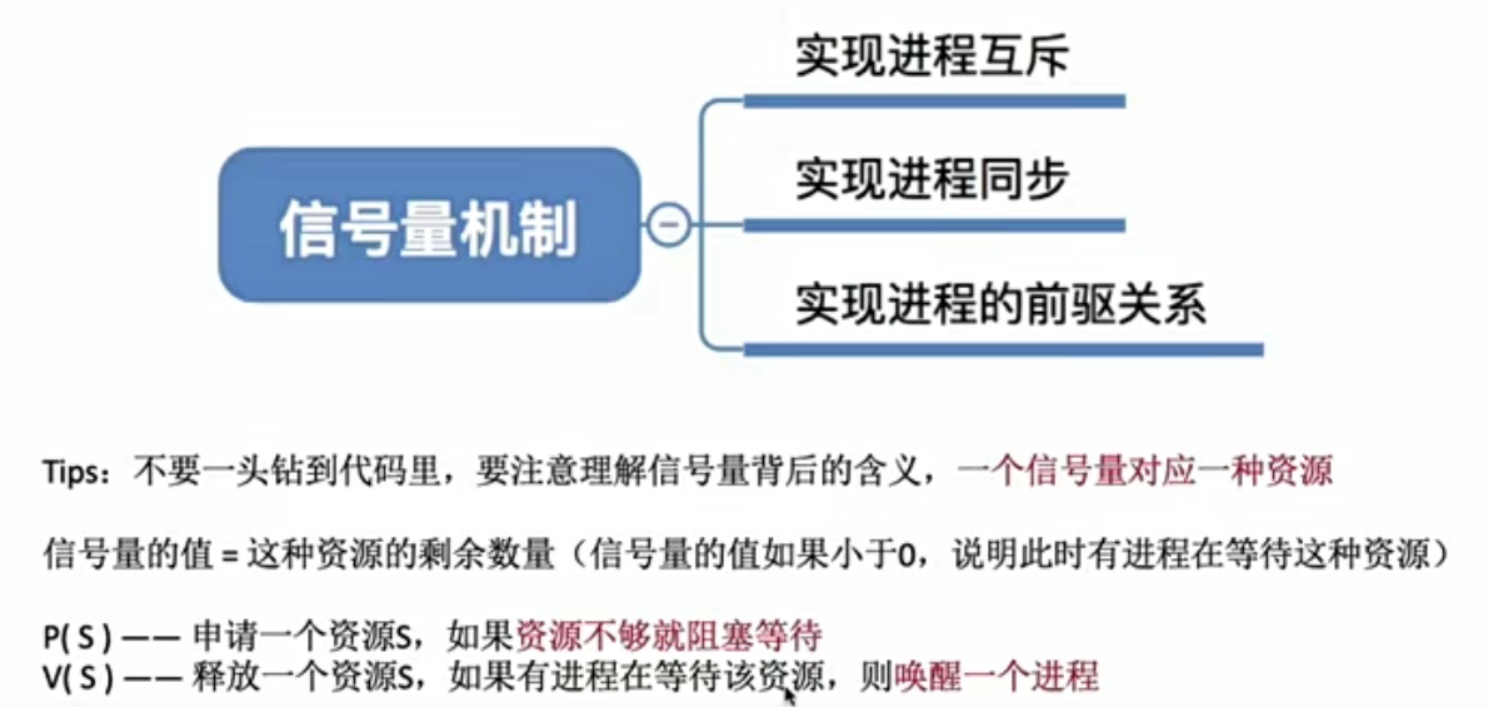 实现进程互斥
信号量机制
实现进程同步
实现进程的前驱关系
Tips：不要一头钻到代码里，要注意理解信号量背后的含义，一个信号量对应一种资源
信号量的值 = 这种资源的剩余数量（信号量的值如果小于0，说明此时有进程在等待这种资源）
P( S ) —— 申请一个资源S，如果资源不够就阻塞等待
V( S ) —— 释放一个资源S，如果有进程在等待该资源，则唤醒一个进程